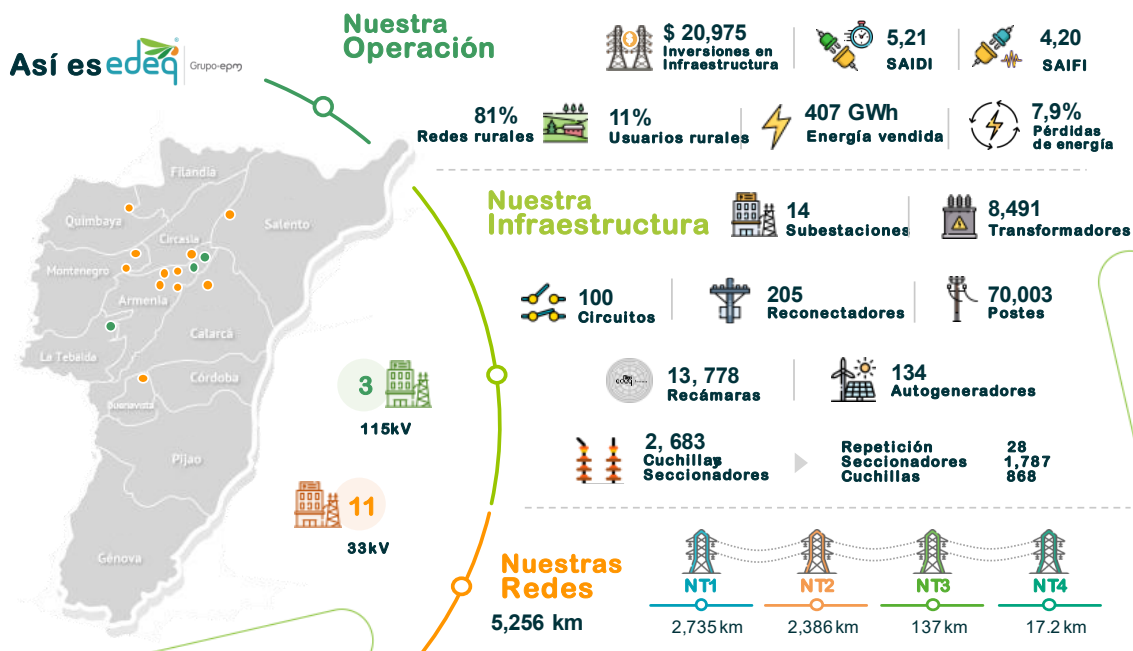 Así es edeq Grupo·epm
Nuestra
Operación
$ 20,975
Inversiones en
Infraestructura
5,21
SAIDI
4,20
SAIFI
81%
Redes rurales
11%
Usuarios rurales
407 GWh
Energía vendida
7,9%
Pérdidas
de energía
Filandia
Quimbaya
Salento
Circasia
Montenegro
Armenia
Calarcá
La Tebaida
Córdoba
Buenavista
Pijao
Génova
3
115kV
11
33kV
Nuestra
Infraestructura
14
Subestaciones
8,491
Transformadores
100
Circuitos
205
Reconectadores
70,003
Postes
edeq
13, 778
Recámaras
134
Autogeneradores
2, 683
Cuchillas y
Seccionadores
Repetición 28
Seccionadores 1,787
Cuchillas 868
Nuestras
Redes
5,256 km
NT1
2,735 km
NT2
2,386 km
NT3
137 km
NT4
17.2 km